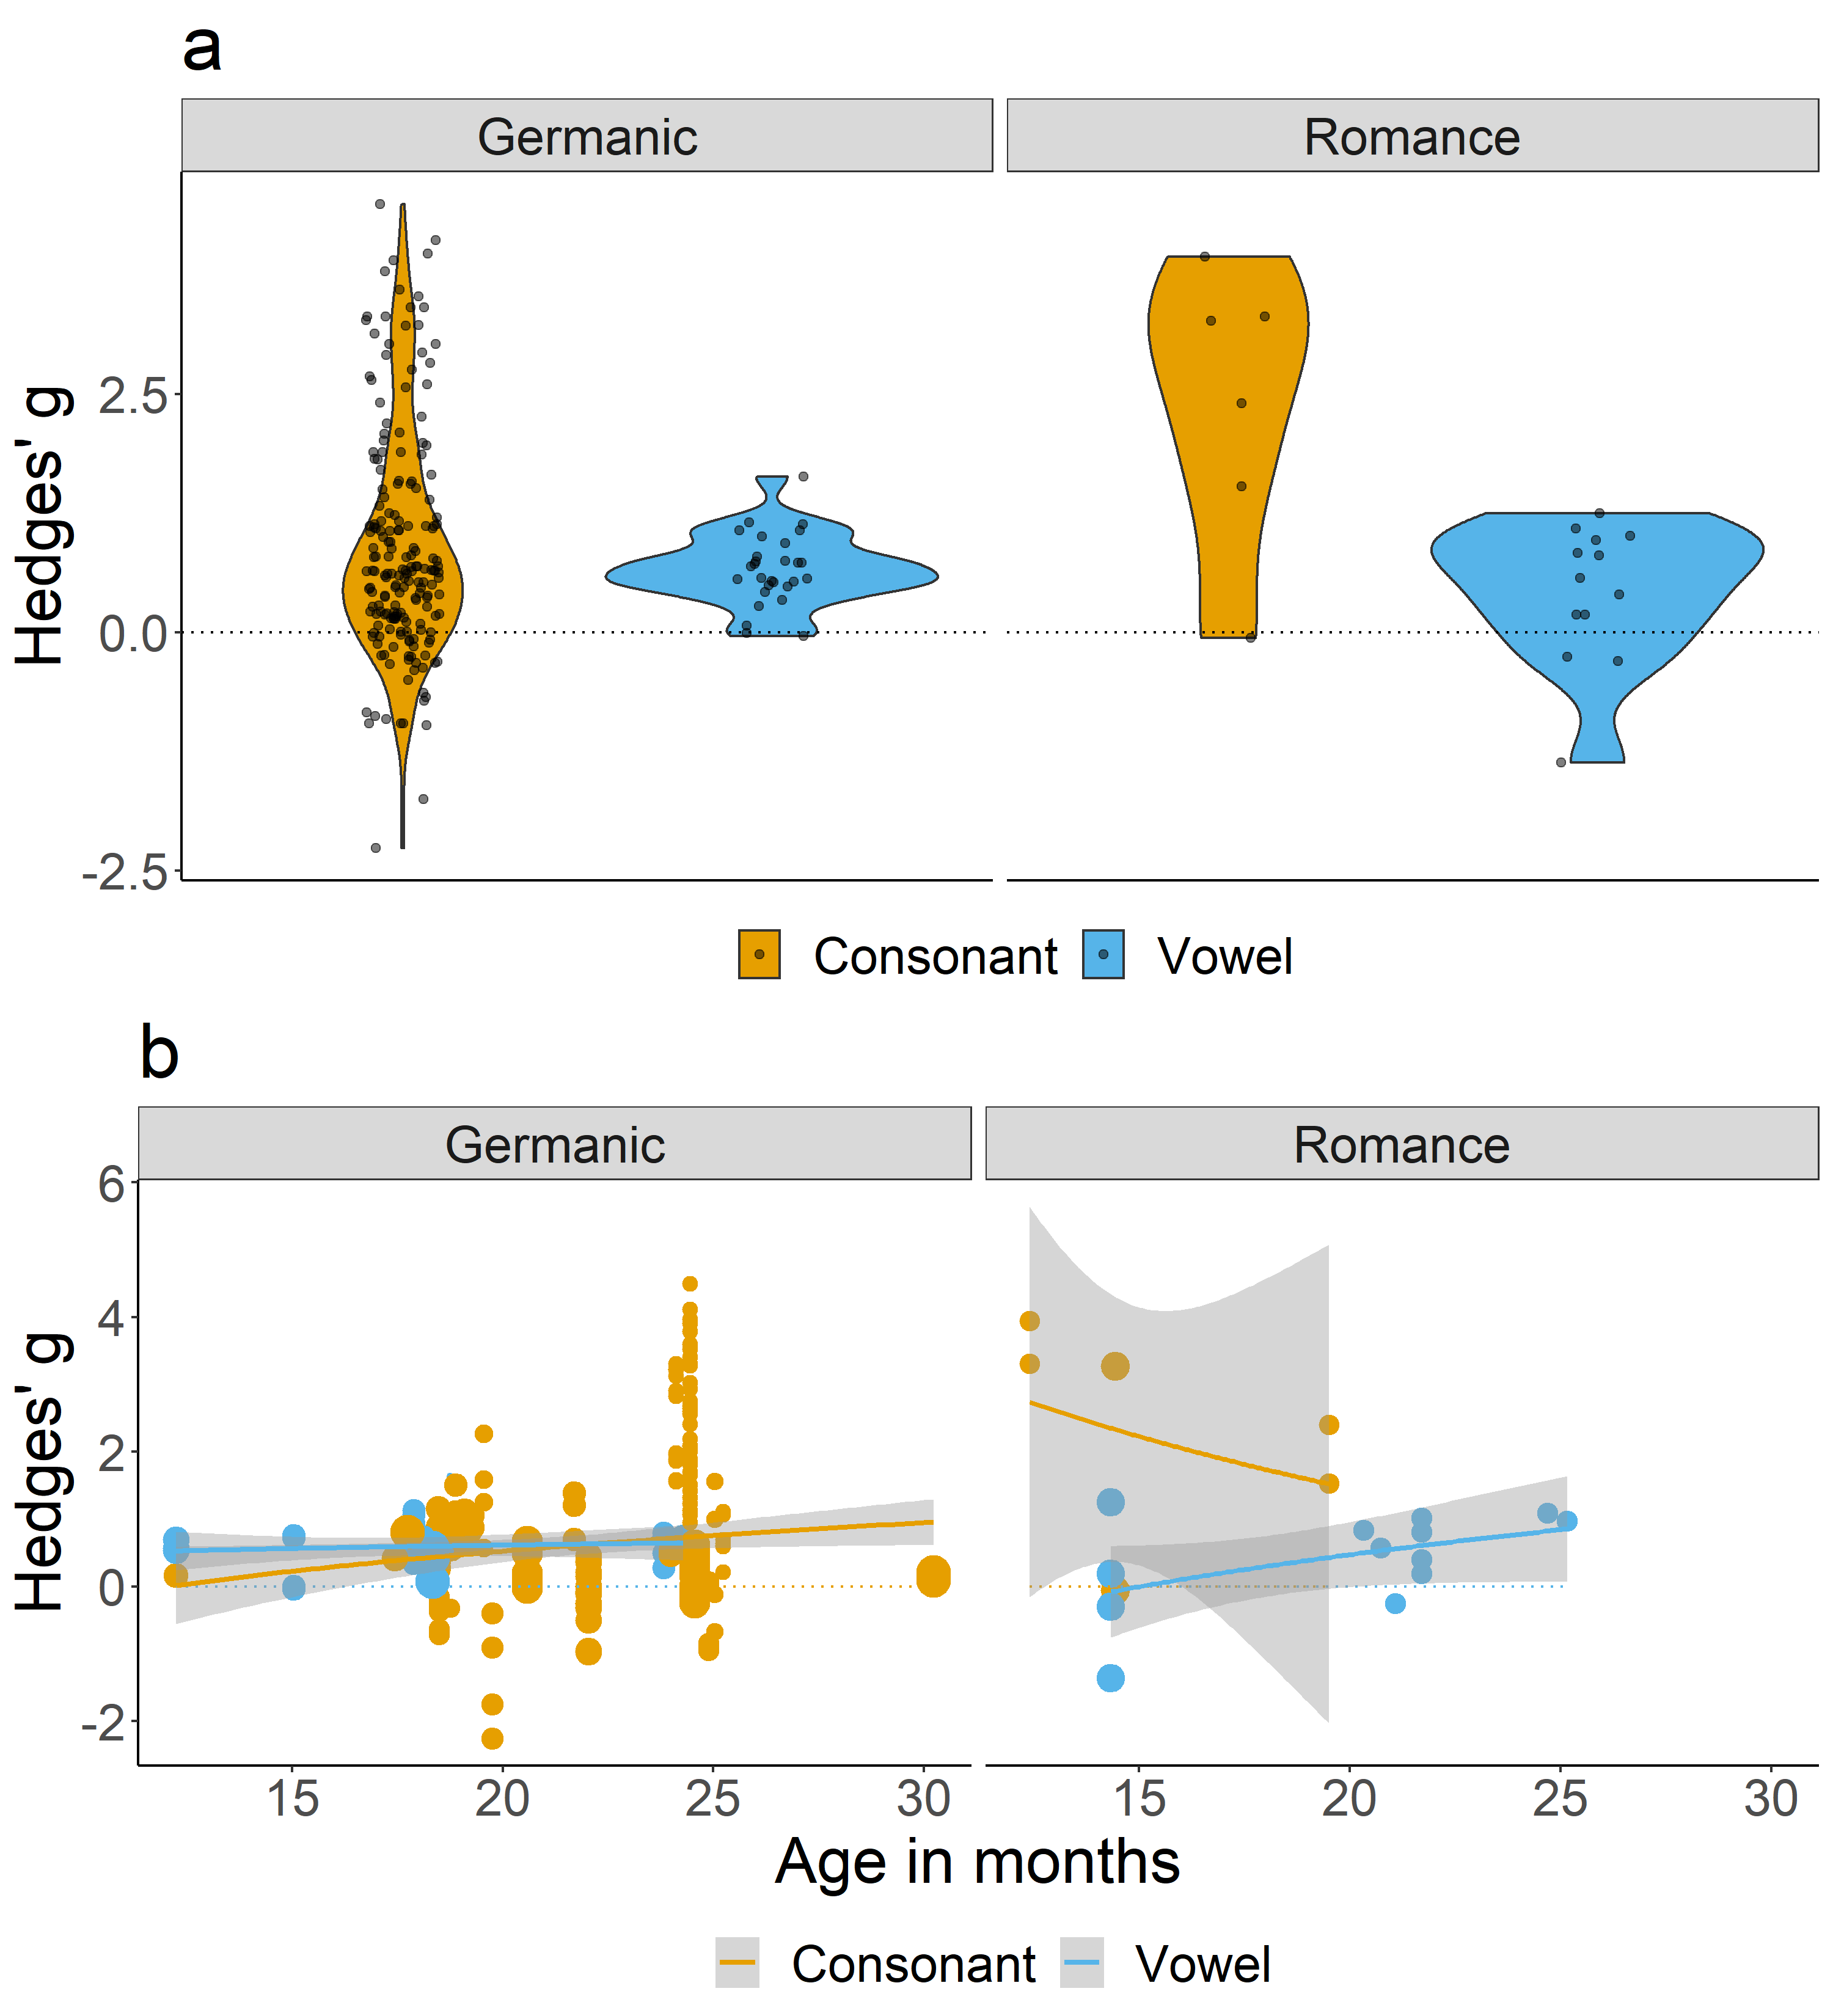 a
Germanic Romance
Hedges' g
2.5
0.0
-2.5
Consonant Vowel
b
Germanic Romance
Hedges' g
6
4
2
0
-2
15 20 25 30 15 20 25 30
Age in months
Consonant Vowel